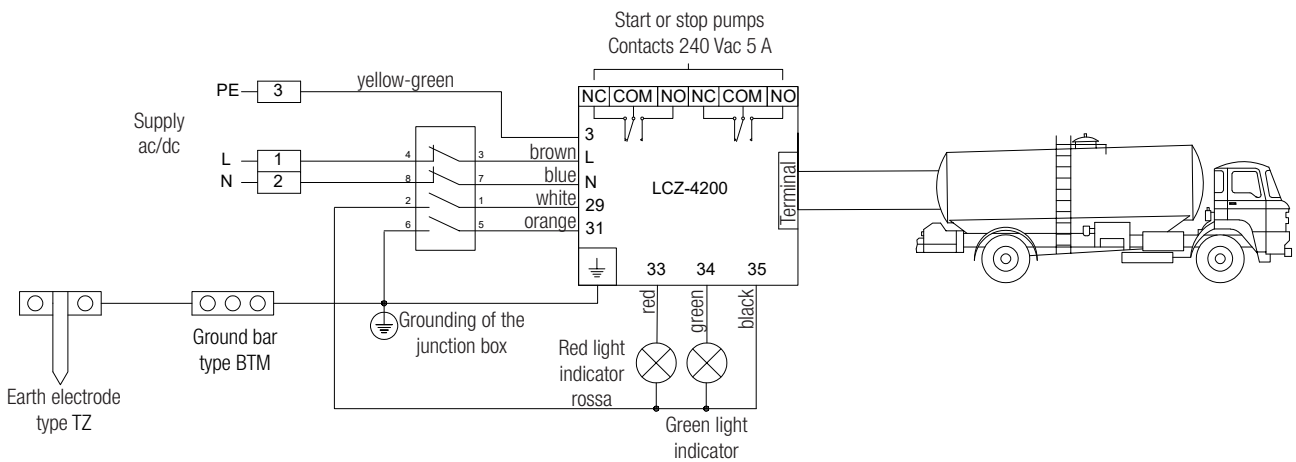 Start or stop pumps
Contacts 240 Vac 5 A
NC COM NO NC COM NO
PE 3 yellow-green
3
Supply
ac/dc
L 1 4 3 brown L
N 2 8 7 blue N
2 1 white 29
6 5 orange 31
LCZ-4200
Terminal
33 34 35
red green black
Grounding of the
junction box
Ground bar
type BTM
Earth electrode
type TZ
Red light
indicator
rossa
Green light
indicator